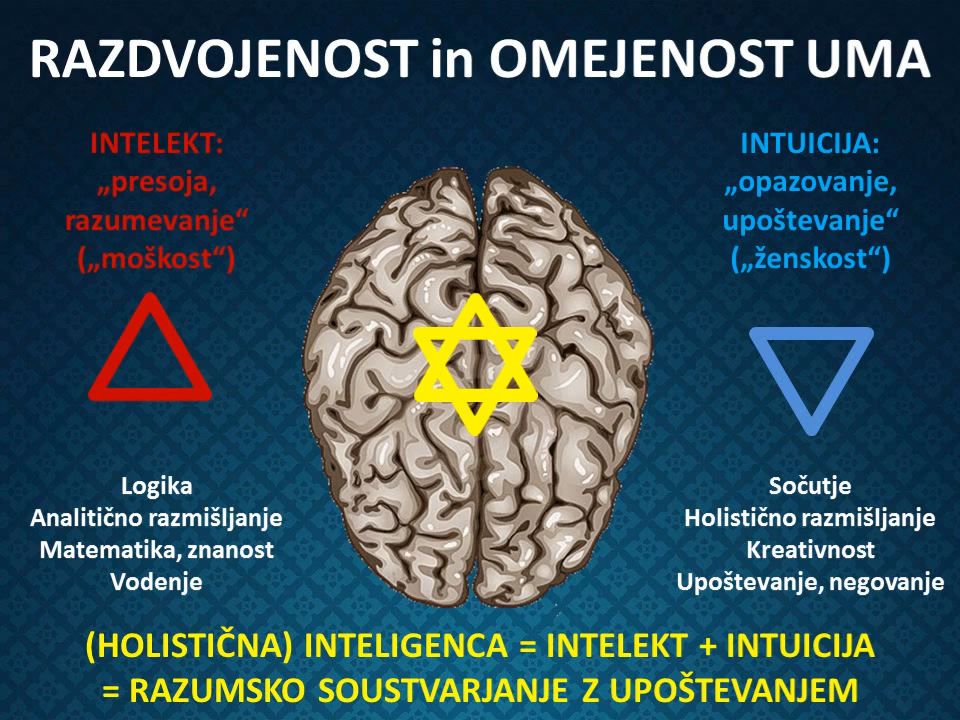 RAZDVOJENOST in OMEJENOST UMA
INTELEKT:
„presoja,
razumevanje“
(„moškost“)
INTUICIJA:
„opazovanje,
upoštevanje“
(„ženskost“)
Logika
Analitično razmišljanje
Matematika, znanost
Vodenje
Sočutje
Holistično razmišljanje
Kreativnost
Upoštevanje, negovanje
(HOLISTIČNA) INTELIGENCA = INTELEKT + INTUICIJA
= RAZUMSKO SOUSTVARJANJE Z UPOŠTEVANJEM